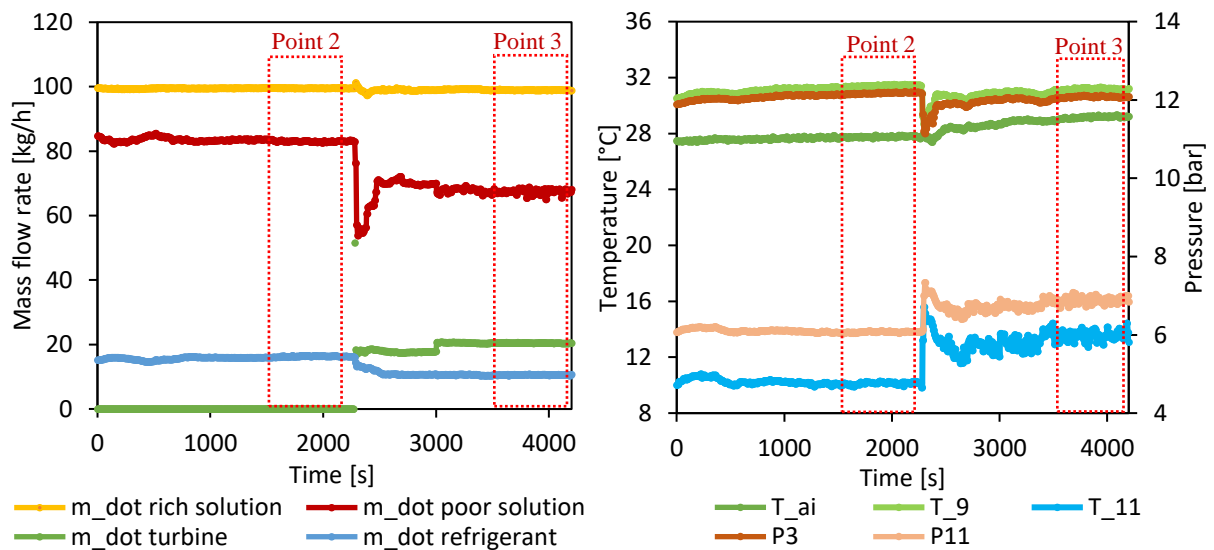 Mass flow rate [kg/h]
120
100
80
60
40
20
0
Point 2
Point 3
0
1000
2000
3000
4000
Time [s]
m_dot rich solution
m_dot poor solution
m_dot turbine
m_dot refrigerant
Temperature [°C]
36
32
28
24
20
16
12
8
Point 2
Point 3
14
12
10
8
6
4
Pressure [bar]
0
1000
2000
3000
4000
Time [s]
T_ai
T_9
T_11
P3
P11